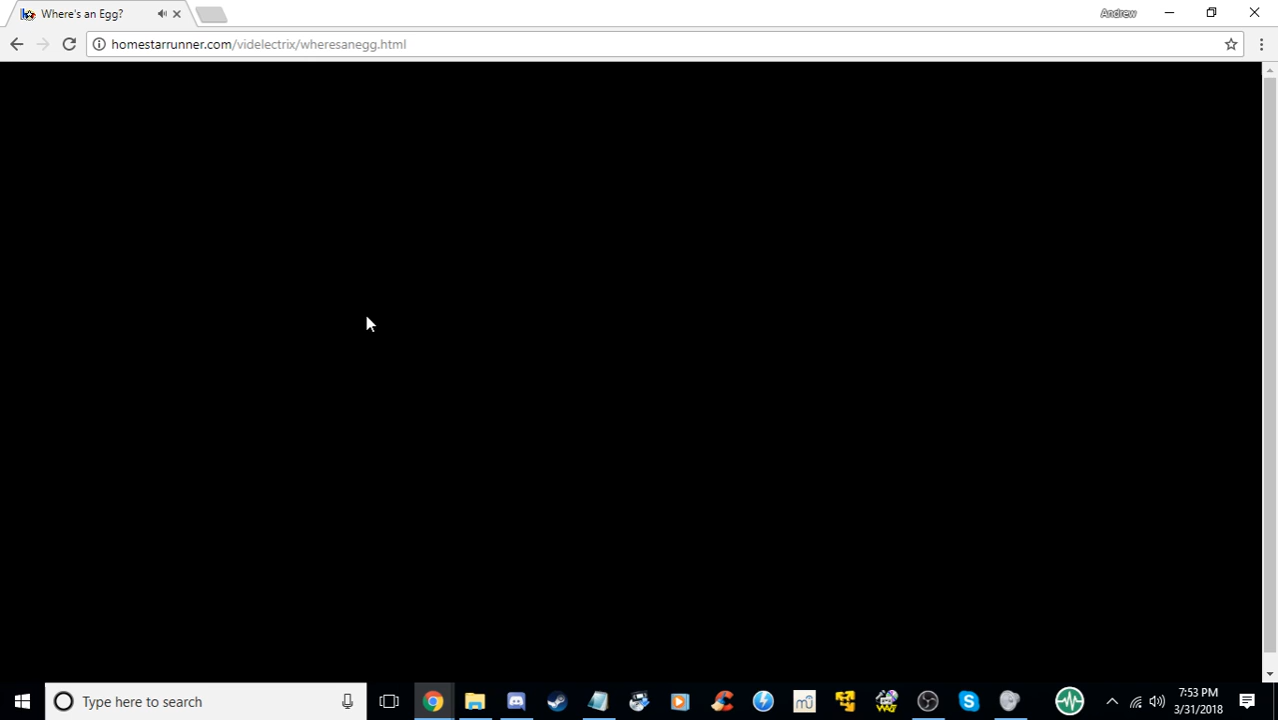 Where's an Egg?
Andrew
homestarrunner.com/videlectrix/wheresanegg.html
Type here to search
mü
7:53 PM
3/31/2018